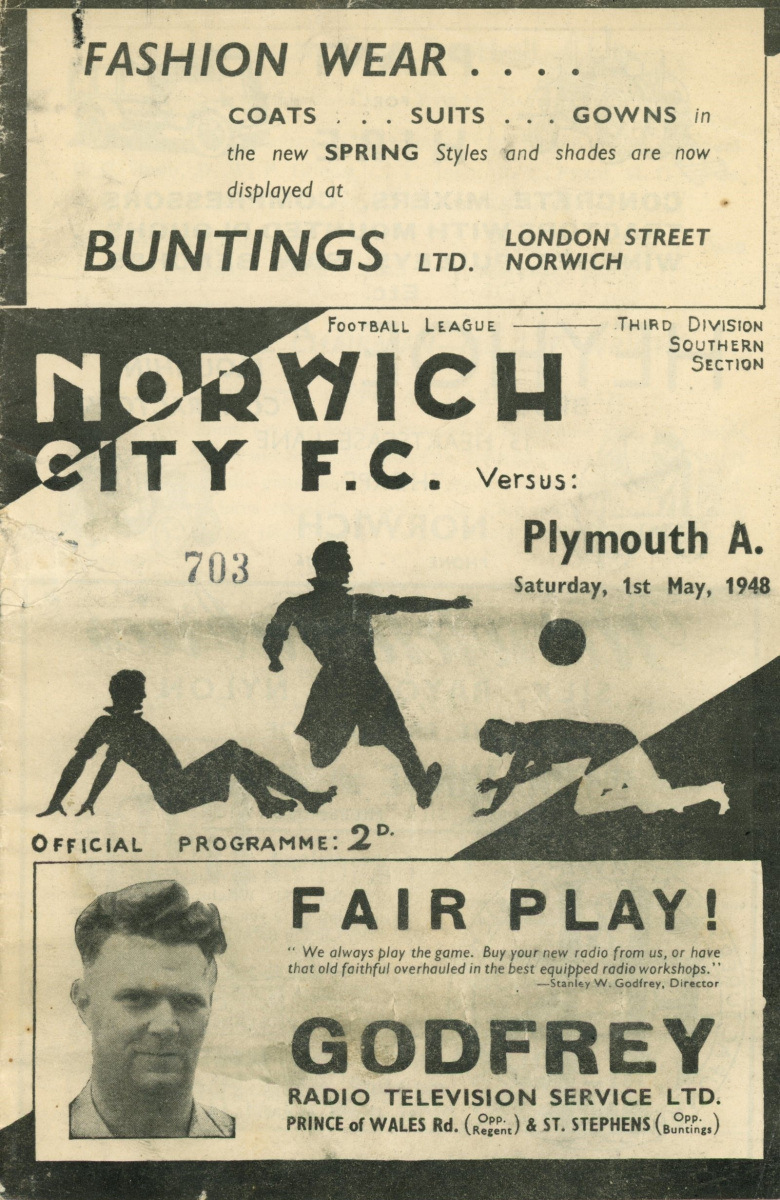 FASHION WEAR . . . .
COATS . . . SUITS . . . GOWNS in
the new SPRING Styles and shades are now
displayed at
BUNTINGS LTD. LONDON STREET
NORWICH
FOOTBALL LEAGUE — THIRD DIVISION
SOUTHERN
SECTION
NORWICH
CITY F.C. Versus:
Plymouth A.
703
Saturday, 1st May, 1948
OFFICIAL PROGRAMME: 2D.
FAIR PLAY!
" We always play the game. Buy your new radio from us, or have
that old faithful overhauled in the best equipped radio workshops."
—Stanley W. Godfrey, Director
GODFREY
RADIO TELEVISION SERVICE LTD.
PRINCE of WALES Rd. (Opp. Regent) & ST. STEPHENS (Opp. Buntings)